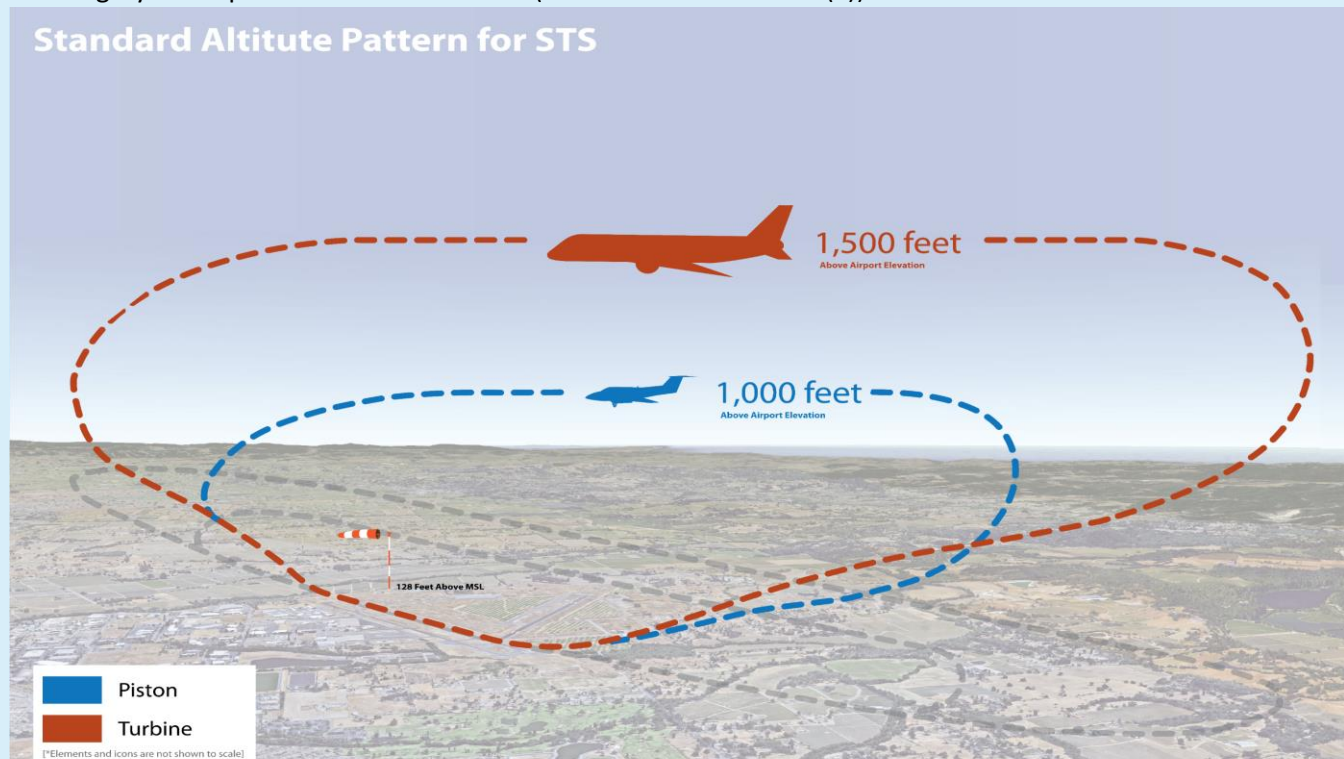 Standard Altitute Pattern for STS
1,500 feet
Above Airport Elevation
1,000 feet
Above Airport Elevation
128 Feet Above MSL
Piston
Turbine
[*Elements and icons are not shown to scale]